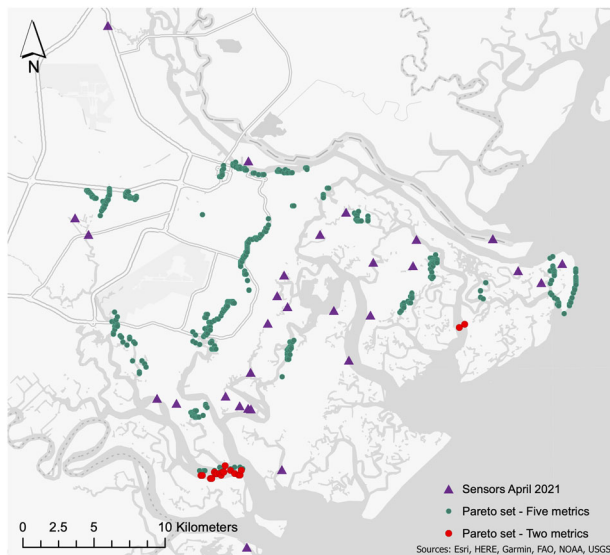 N
Sensors April 2021
Pareto set - Five metrics
Pareto set - Two metrics
0 2.5 5 10 Kilometers
Sources: Esri, HERE, Garmin, FAO, NOAA, USGS